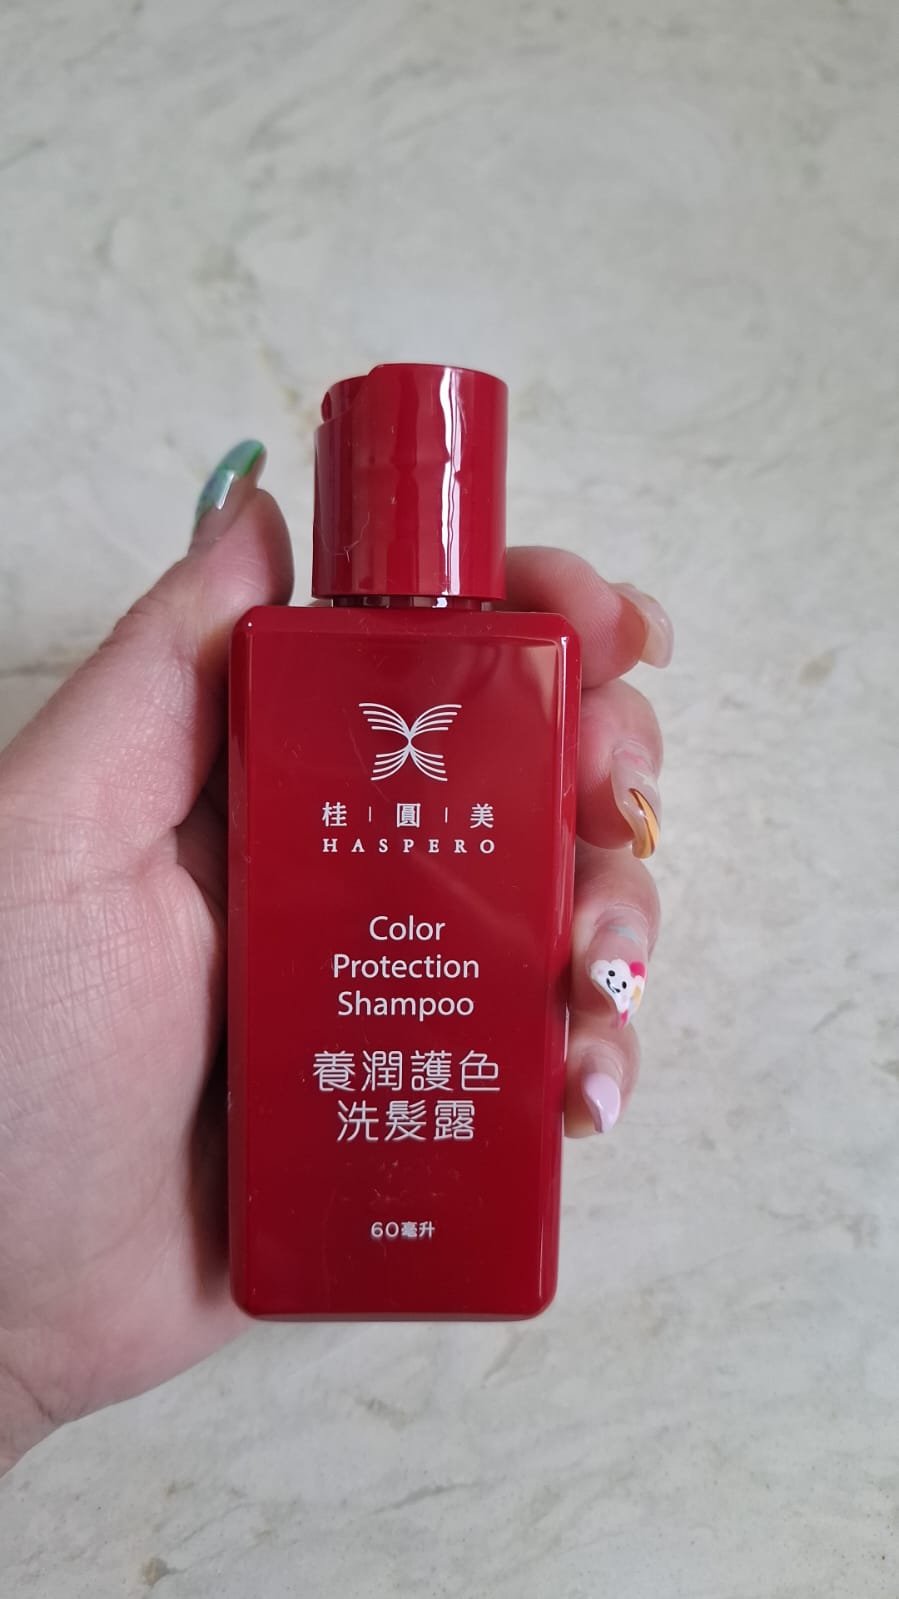 桂|圓|美
HASPERO
Color
Protection
Shampoo
養潤護色
洗髮露
60毫升